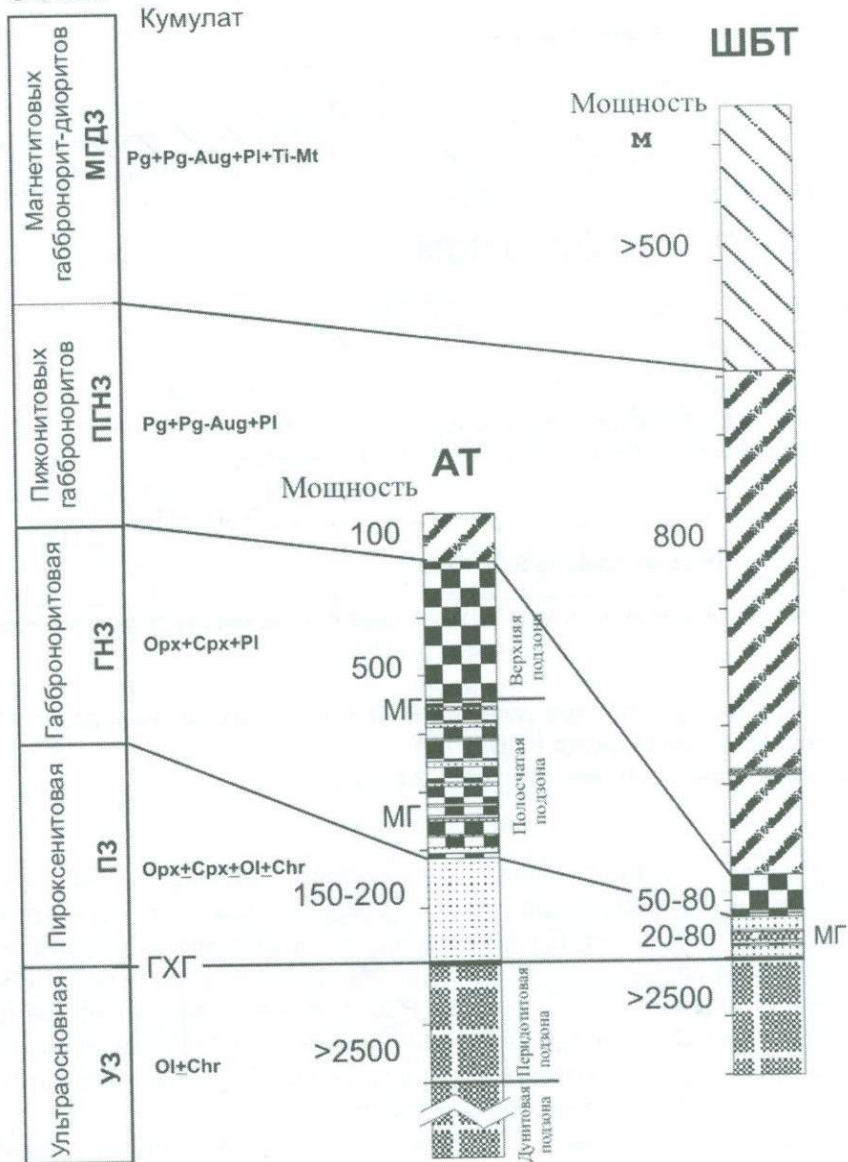 Кумулат
ШБТ
Магнетитовых
габбронорит-диоритов
МГДЗ
Pg+Pg-Aug+Pl+Ti-Mt
Мощность
м
>500
Пижонитовых
габброноритов
ПГНЗ
Pg+Pg-Aug+Pl
АТ
Мощность
100
800
Габброноритовая
ГНЗ
Opx+Cpx+Pl
500
Верхняя
подзона
МГ
Полосчатая
подзона
МГ
Пироксенитовая
ПЗ
Opx±Cpx±Ol±Chr
150-200
50-80
20-80
МГ
ГХГ
Ультраосновная
УЗ
Ol±Chr
>2500
Перидотитовая
подзона
>2500
Дунитовая
подзона